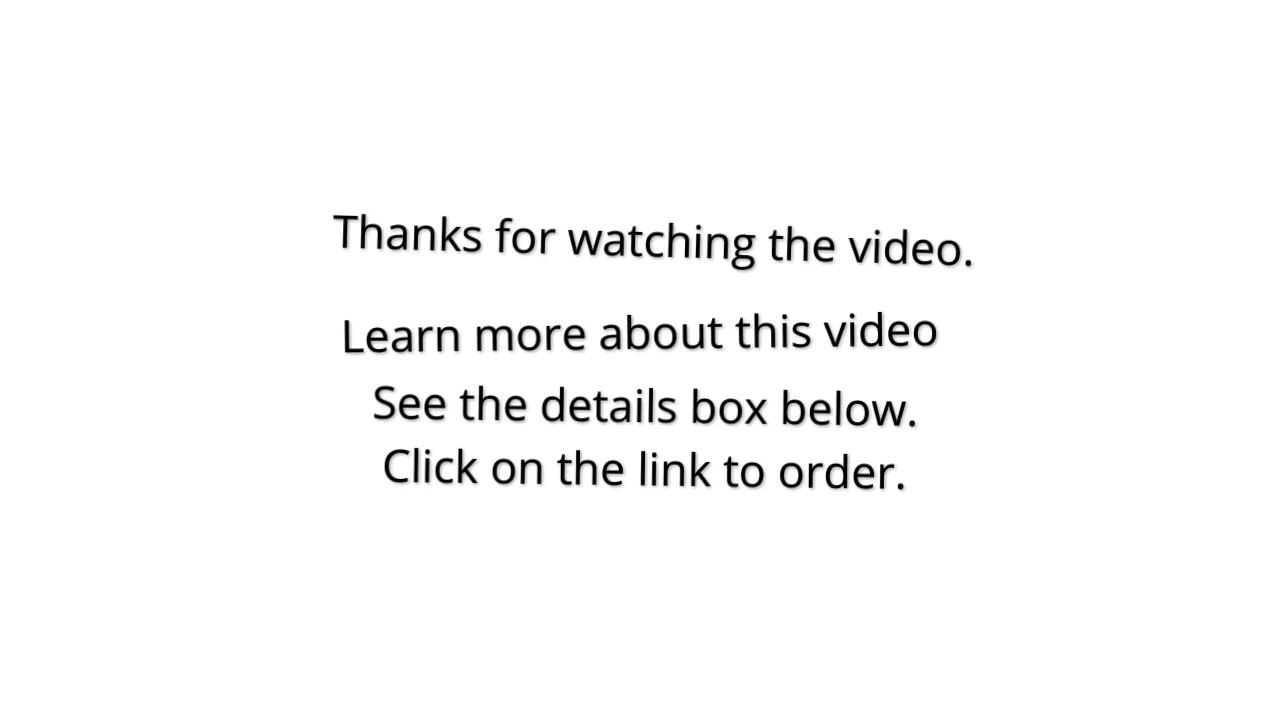 Thanks for watching the video.
Learn more about this video
See the details box below.
Click on the link to order.